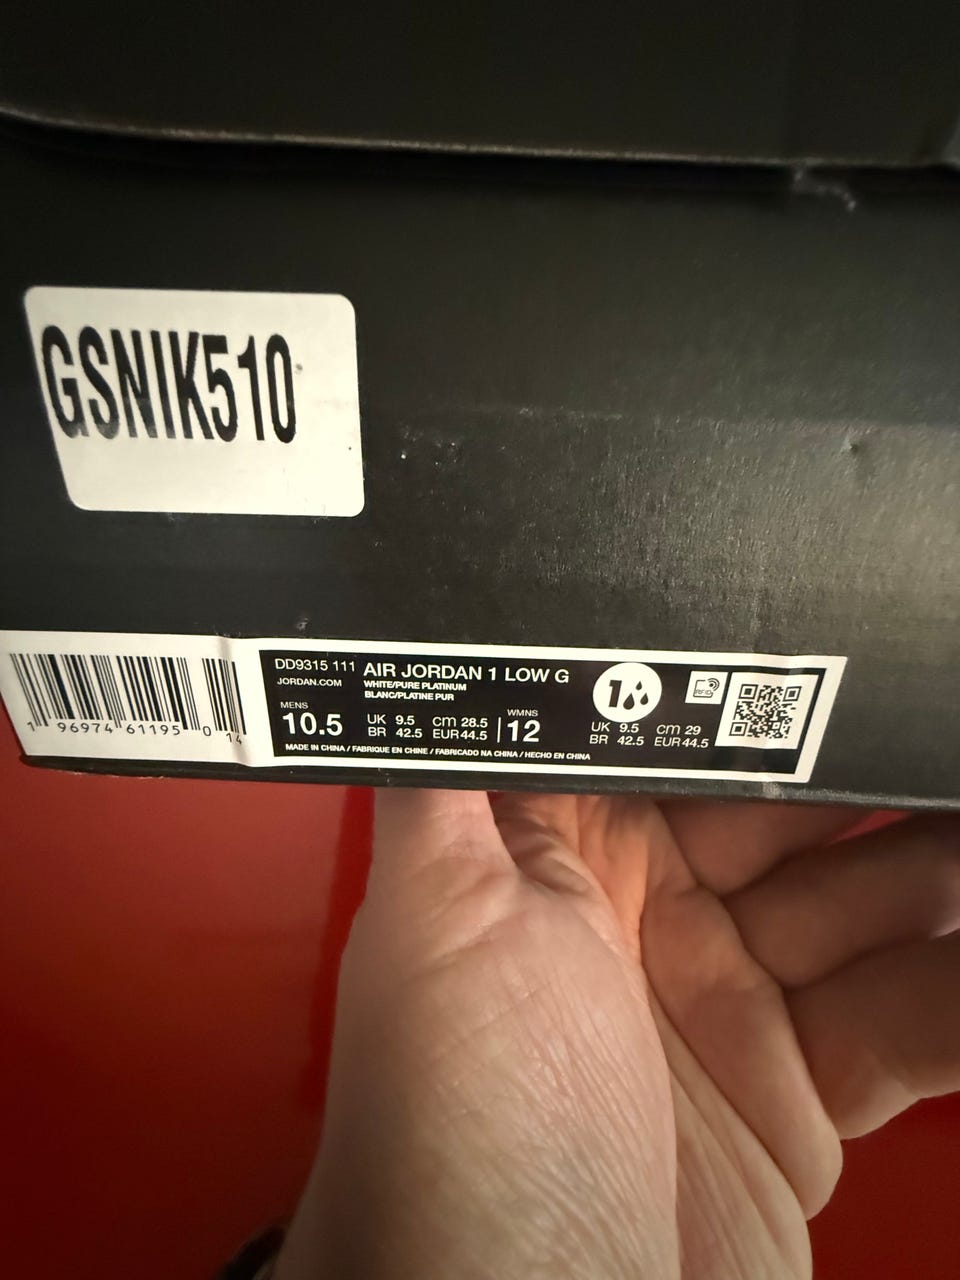 GSNIK510
DD9315 111 AIR JORDAN 1 LOW G
JORDAN.COM
WHITE/PURE PLATINUM
BLANC/PLATINE PUR
MENS
10.5
UK 9.5 cm 28.5
BR 42.5 EUR 44.5
WMNS
12
UK 9.5 cm 29
BR 42.5 EUR 44.5
1
RFID
MADE IN CHINA / FABRIQUE EN CHINE / FABRICADO NA CHINA / HECHO EN CHINA
1 96974 61195 0 14